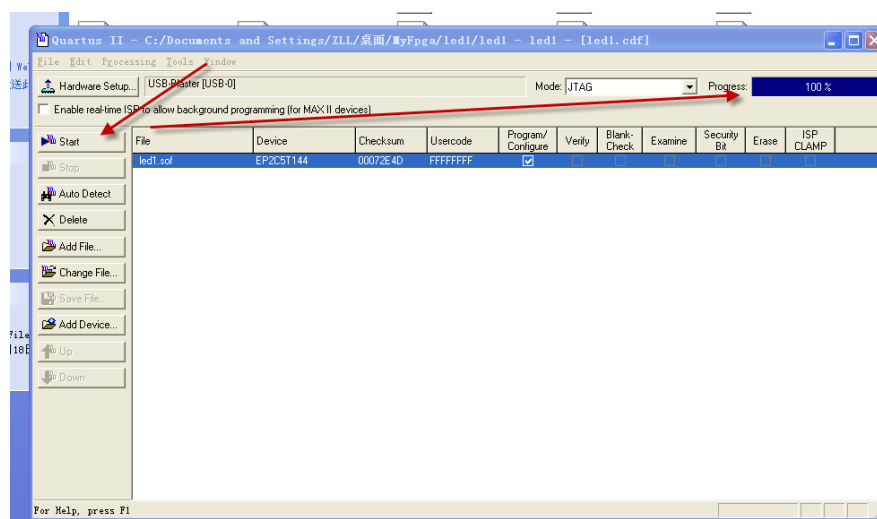 Quartus II - C:/Documents and Settings/ZLL/桌面/MyFpga/led1/led1 - led1 - [led1.cdf]
File Edit Processing Tools Window
Hardware Setup... USB-Blaster [USB-0] Mode: JTAG Progress: 100 %
Enable real-time ISP to allow background programming (for MAX II devices)
Start
Stop
Auto Detect
Delete
Add File...
Change File...
Save File...
Add Device...
Up
Down
File Device Checksum Usercode Program/Configure Verify Blank-Check Examine Security Bit Erase ISP CLAMP
led1.sof EP2C5T144 00072E4D FFFFFFFF
For Help, press F1